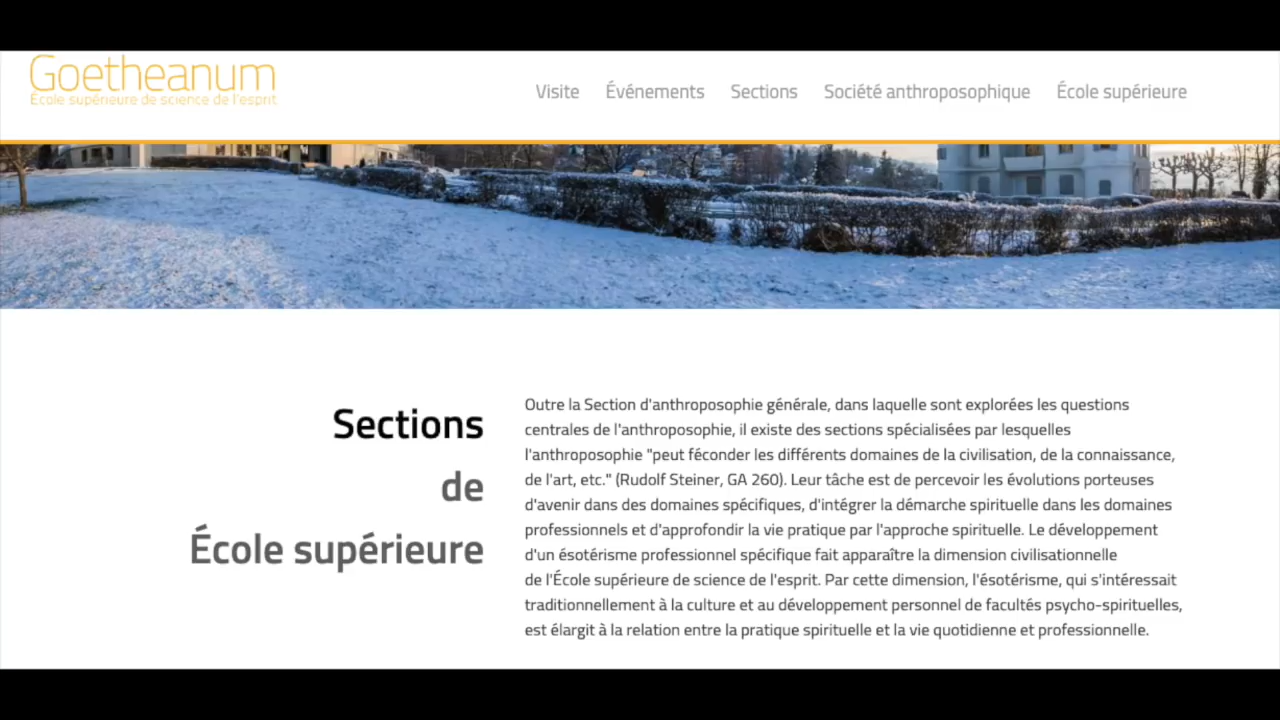 Goetheanum
École supérieure de science de l'esprit
Visite Événements Sections Société anthroposophique École supérieure
Sections
de
École supérieure
Outre la Section d'anthroposophie générale, dans laquelle sont explorées les questions
centrales de l'anthroposophie, il existe des sections spécialisées par lesquelles
l'anthroposophie "peut féconder les différents domaines de la civilisation, de la connaissance,
de l'art, etc." (Rudolf Steiner, GA 260). Leur tâche est de percevoir les évolutions porteuses
d'avenir dans des domaines spécifiques, d'intégrer la démarche spirituelle dans les domaines
professionnels et d'approfondir la vie pratique par l'approche spirituelle. Le développement
d'un ésotérisme professionnel spécifique fait apparaître la dimension civilisationnelle
de l'École supérieure de science de l'esprit. Par cette dimension, l'ésotérisme, qui s'intéressait
traditionnellement à la culture et au développement personnel de facultés psycho-spirituelles,
est élargit à la relation entre la pratique spirituelle et la vie quotidienne et professionnelle.